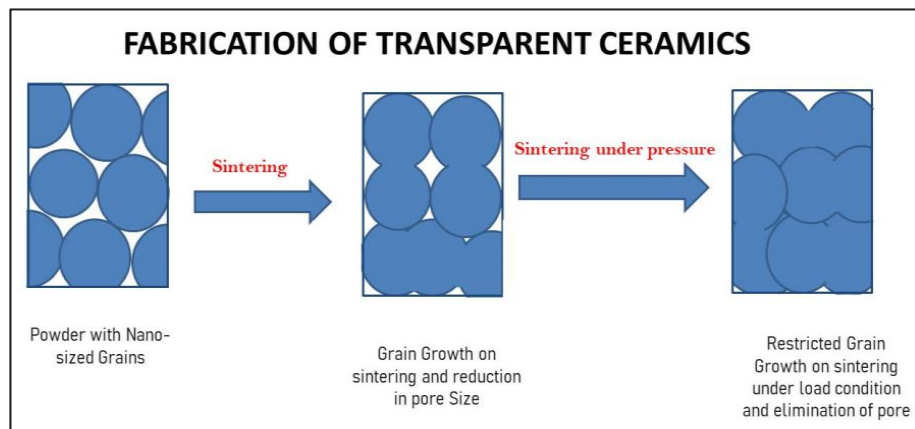 FABRICATION OF TRANSPARENT CERAMICS
Sintering
Sintering under pressure
Powder with Nano-
sized Grains
Grain Growth on
sintering and reduction
in pore Size
Restricted Grain
Growth on sintering
under load condition
and elimination of pore